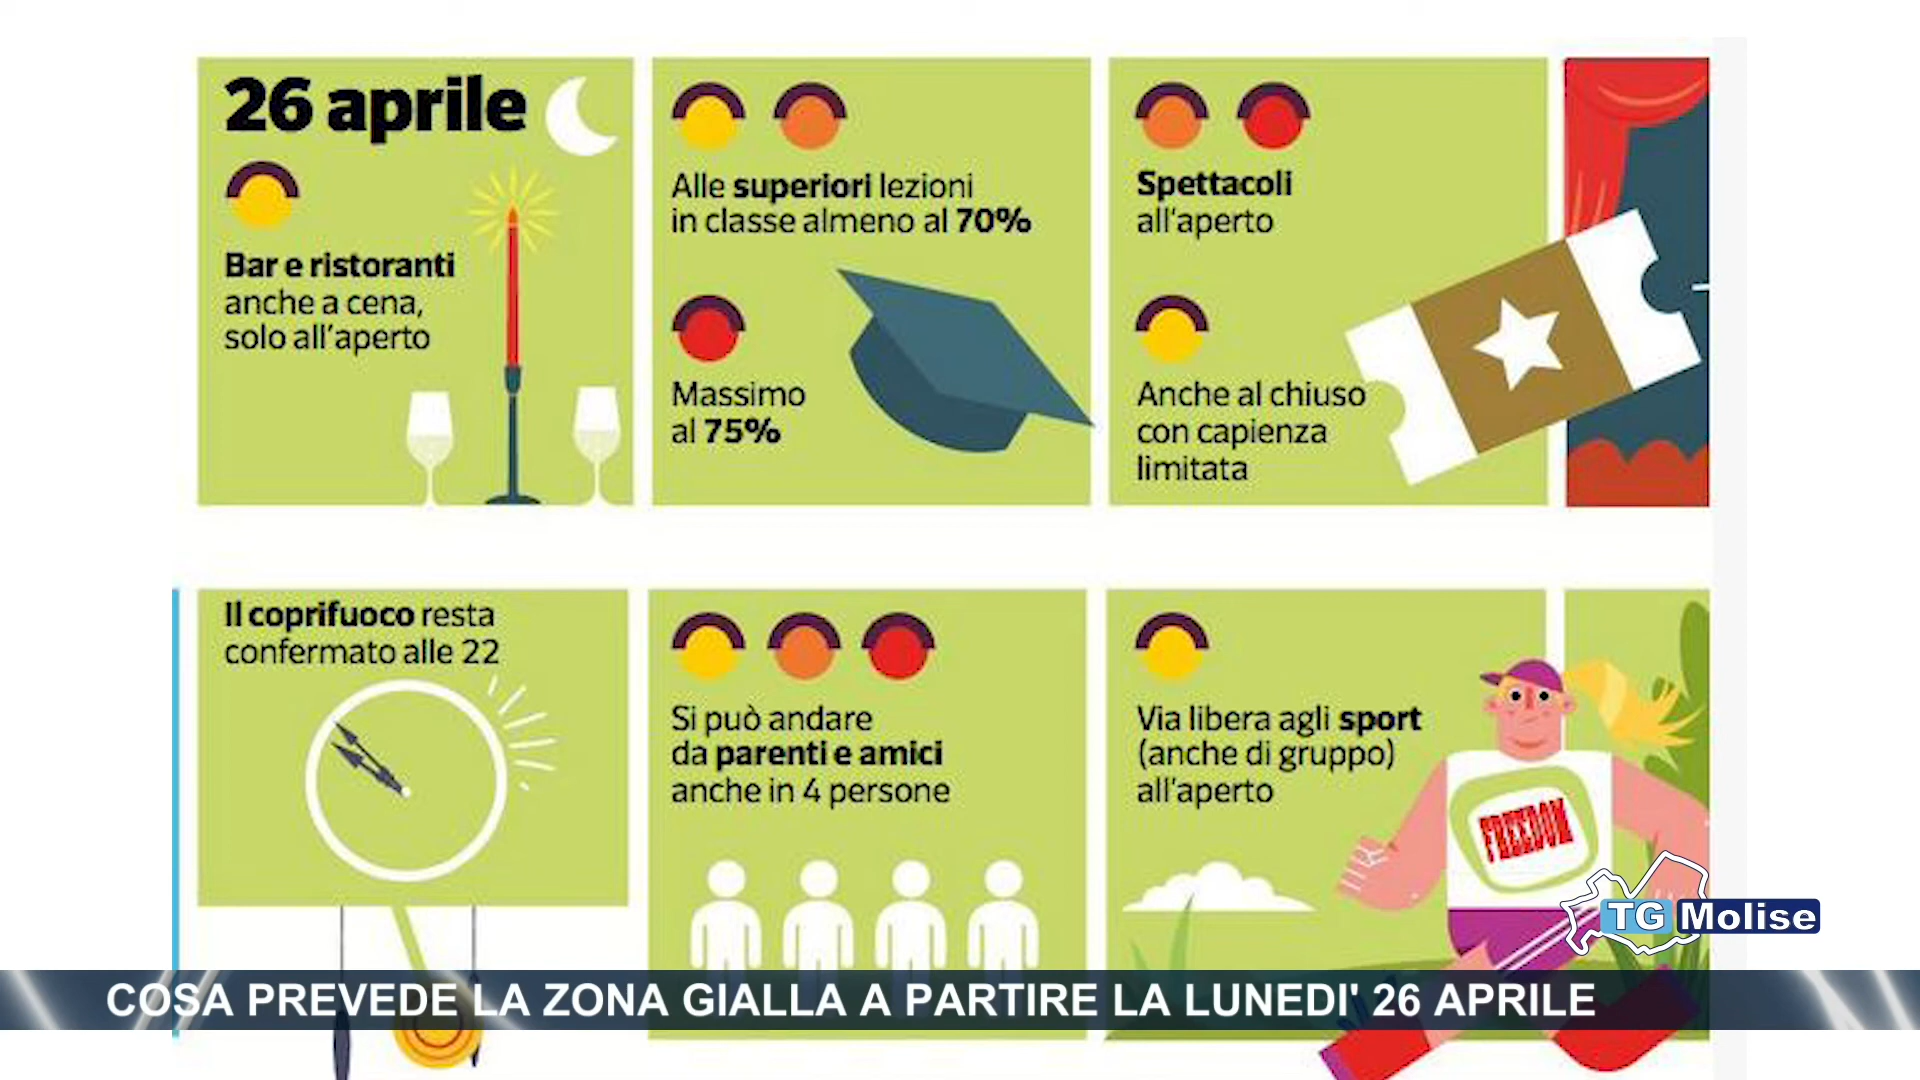 26 aprile
Bar e ristoranti
anche a cena,
solo all'aperto
Alle superiori lezioni
in classe almeno al 70%
Massimo
al 75%
Spettacoli
all'aperto
Anche al chiuso
con capienza
limitata
Il coprifuoco resta
confermato alle 22
Si può andare
da parenti e amici
anche in 4 persone
Via libera agli sport
(anche di gruppo)
all'aperto
FREEDOM
TG Molise
COSA PREVEDE LA ZONA GIALLA A PARTIRE LA LUNEDI' 26 APRILE